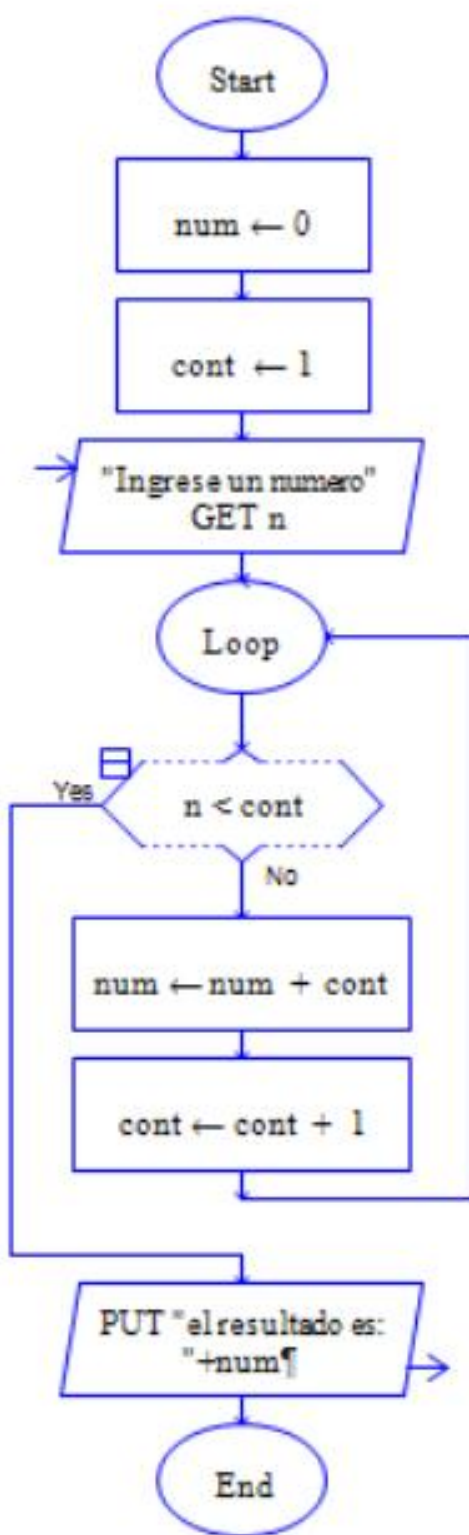 Start
num ← 0
cont ← 1
"Ingrese un numero"
GET n
Loop
Yes
n < cont
No
num ← num + cont
cont ← cont + 1
PUT "el resultado es:
"+num¶
End